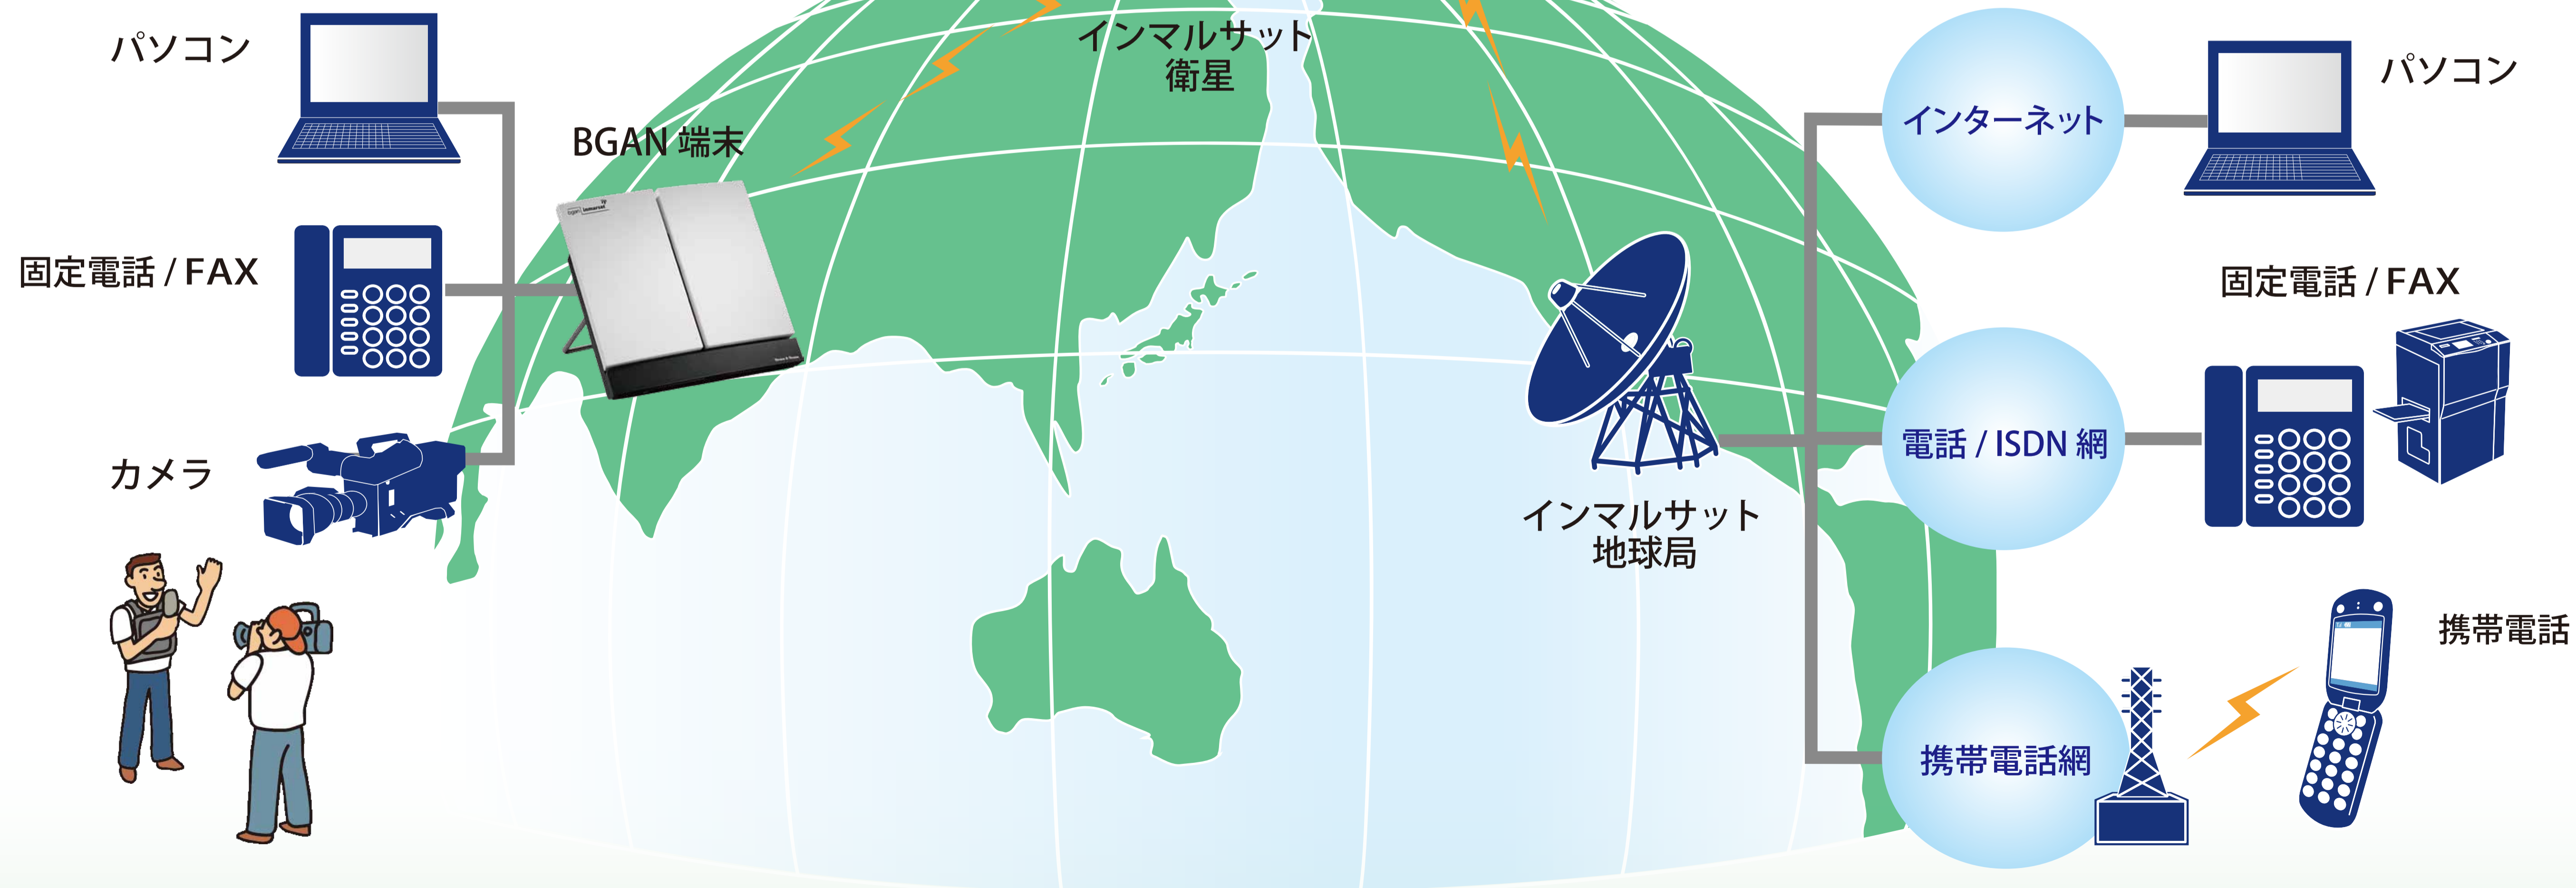 パソコン
インマルサット
衛星
BGAN 端末
固定電話 / FAX
カメラ
インマルサット
地球局
インターネット
パソコン
固定電話 / FAX
電話 / ISDN 網
携帯電話
携帯電話網
bgan inmarsat